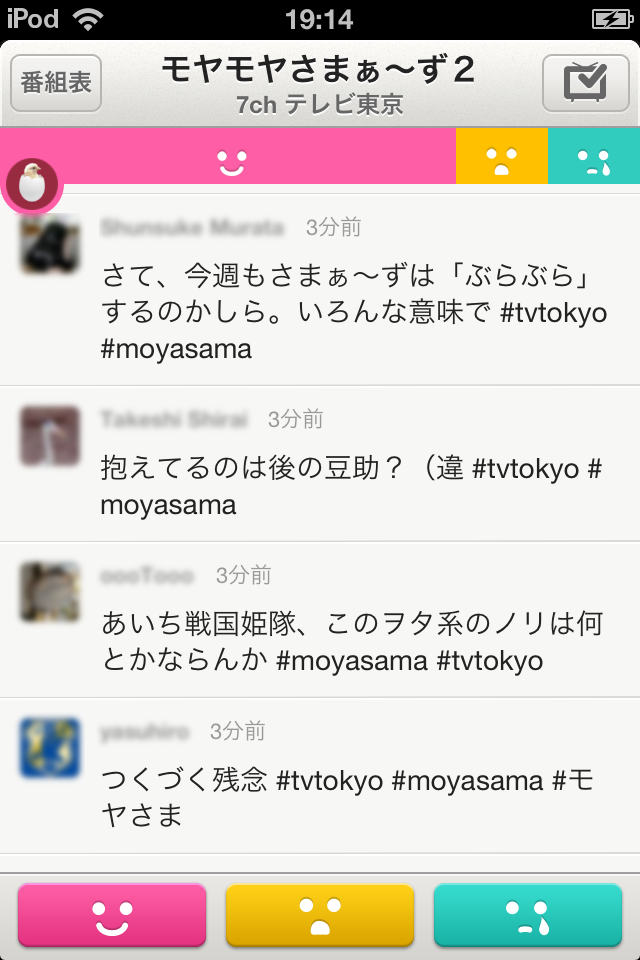 iPod 19:14
番組表
モヤモヤさまぁ〜ず２
7ch テレビ東京
Shunsuke Murata 3分前
さて、今週もさまぁ〜ずは「ぶらぶら」
するのかしら。いろんな意味で #tvtokyo
#moyasama
Takeshi Shirai 3分前
抱えてるのは後の豆助？（違 #tvtokyo #
moyasama
oooTooo 3分前
あいち戦国姫隊、このヲタ系のノリは何
とかならんか #moyasama #tvtokyo
yasuhiro 3分前
つくづく残念 #tvtokyo #moyasama #モ
ヤさま